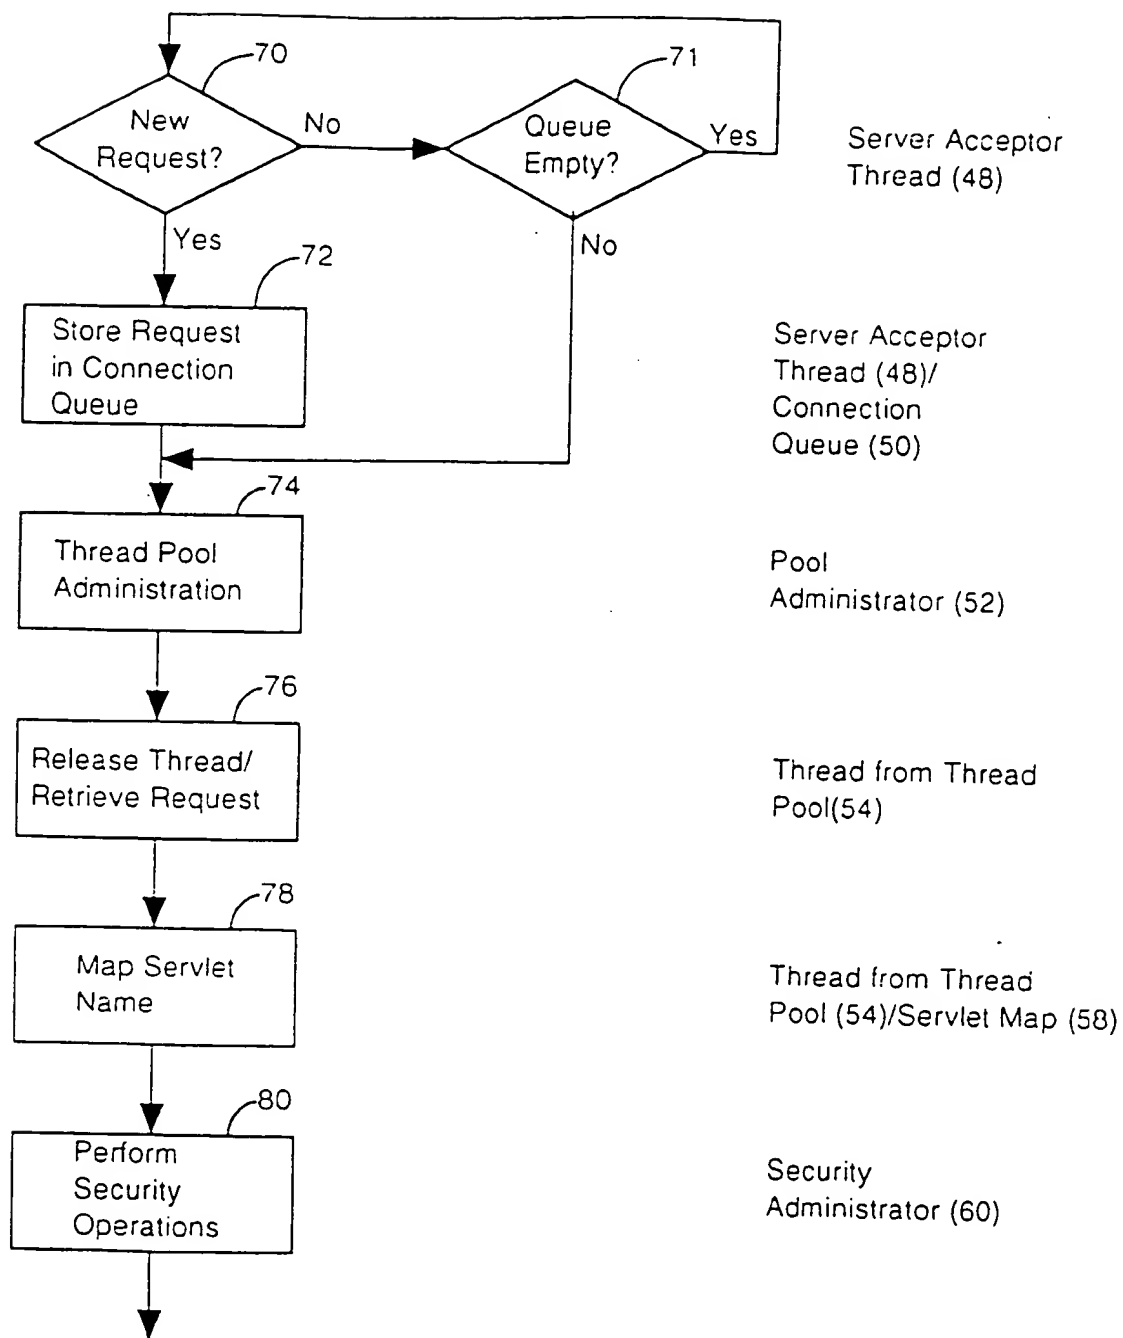 70
71
New
Request?
No
Queue
Empty?
Yes
Server Acceptor
Thread (48)
Yes
No
72
Store Request
in Connection
Queue
Server Acceptor
Thread (48)/
Connection
Queue (50)
74
Thread Pool
Administration
Pool
Administrator (52)
76
Release Thread/
Retrieve Request
Thread from Thread
Pool(54)
78
Map Servlet
Name
Thread from Thread
Pool (54)/Servlet Map (58)
80
Perform
Security
Operations
Security
Administrator (60)